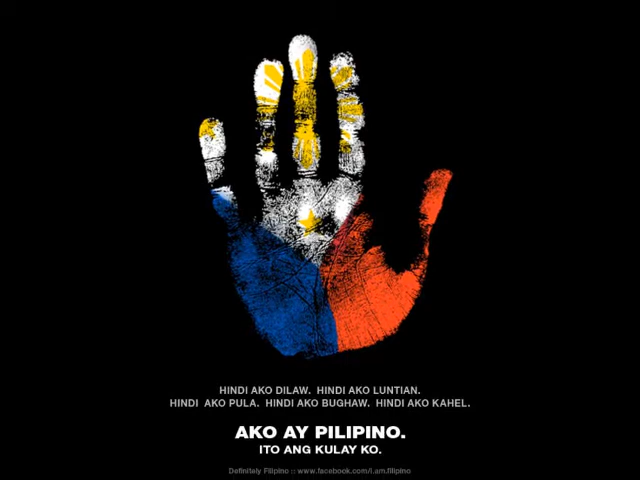 HINDI AKO DILAW. HINDI AKO LUNTIAN.
HINDI AKO PULA. HINDI AKO BUGHAW. HINDI AKO KAHEL.
AKO AY PILIPINO.
ITO ANG KULAY KO.
Definitely Filipino :: www.facebook.com/i.am.filipino